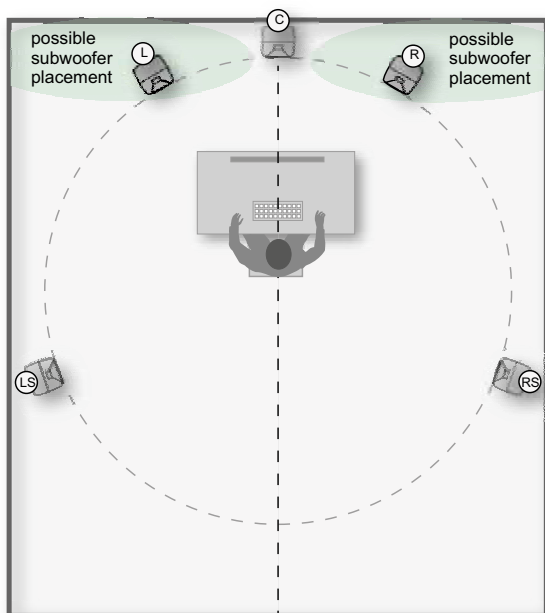 C
possible
subwoofer
placement
L
R
possible
subwoofer
placement
LS
RS